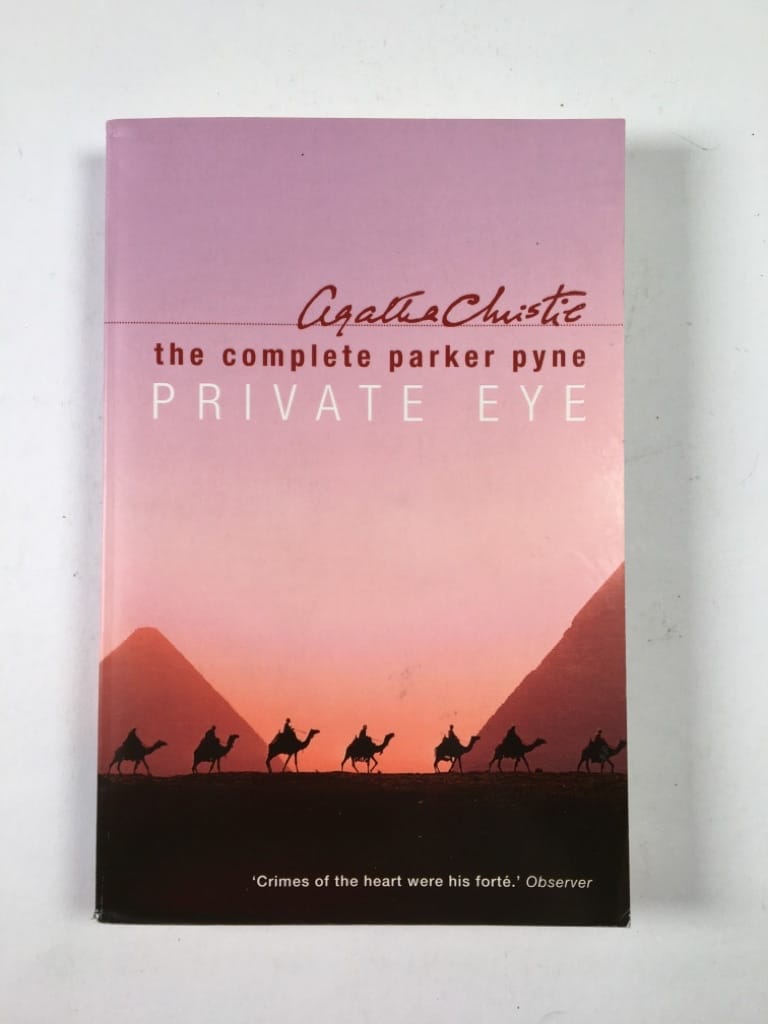 Agatha Christie
the complete parker pyne
PRIVATE EYE
‘Crimes of the heart were his forté.’ Observer